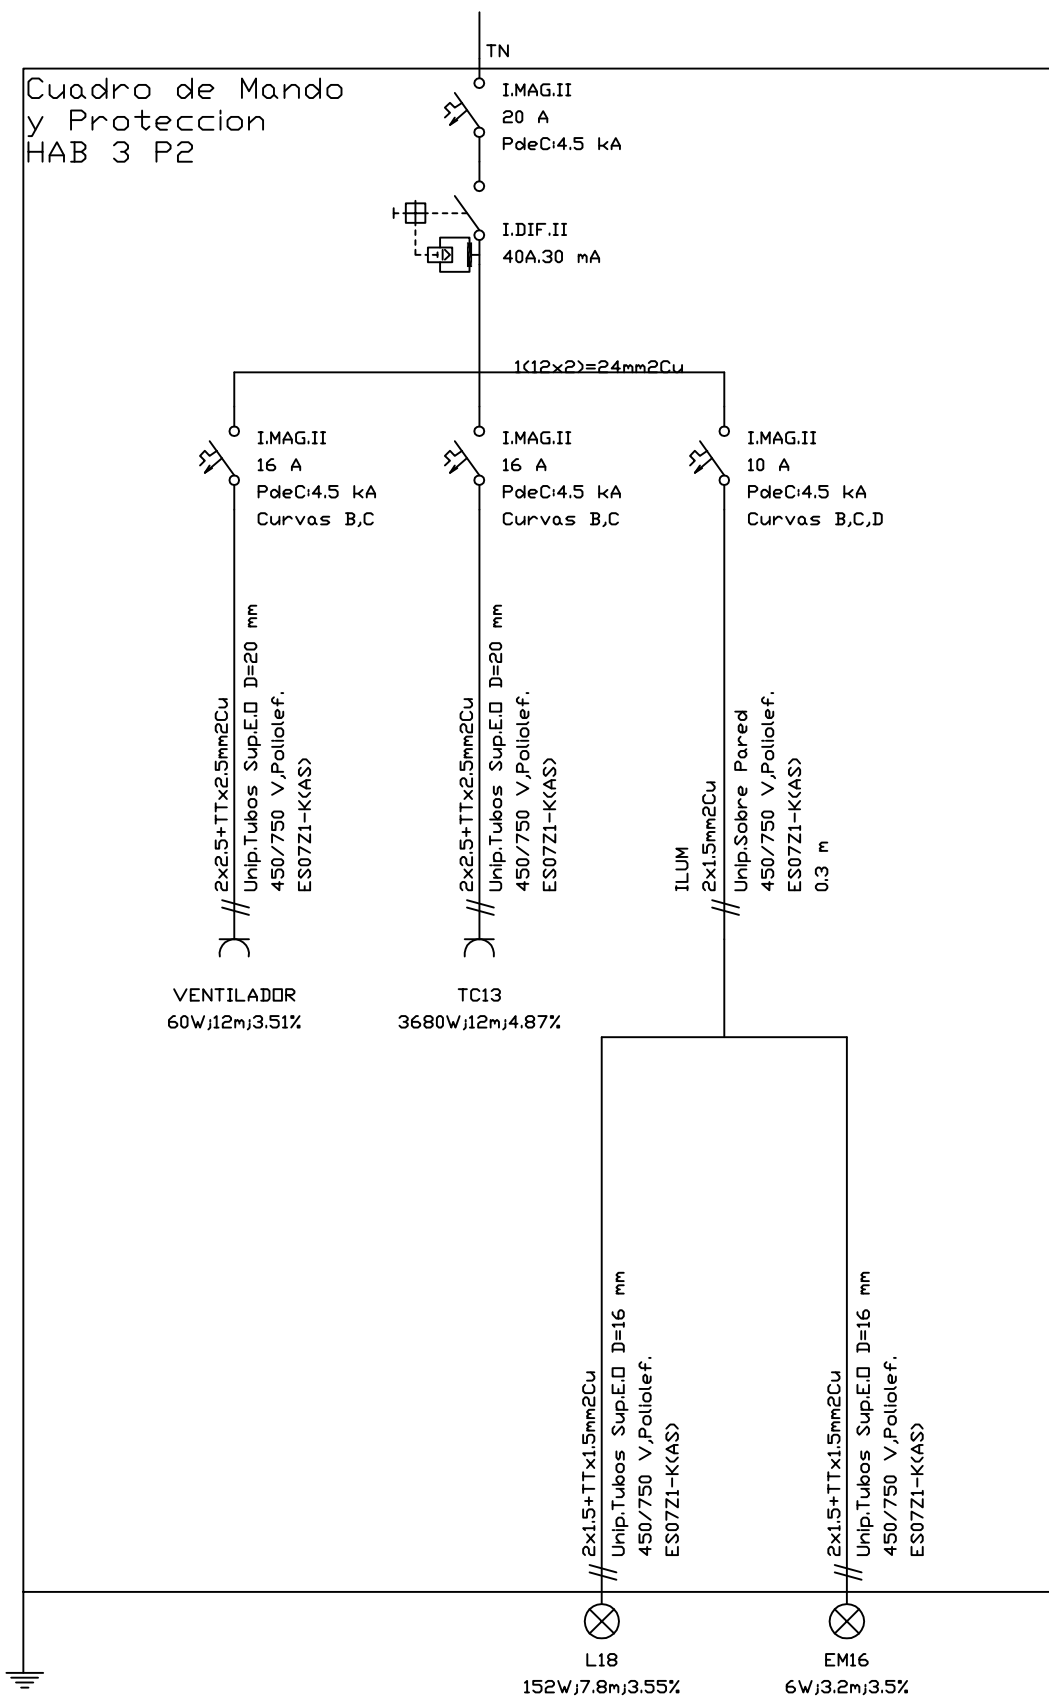 TN
Cuadro de Mando
y Proteccion
HAB 3 P2
I.MAG.II
20 A
PdeC:4.5 kA
I.DIF.II
40A.30 mA
1(12x2)=24mm2Cu
I.MAG.II
16 A
PdeC:4.5 kA
Curvas B,C
I.MAG.II
16 A
PdeC:4.5 kA
Curvas B,C
I.MAG.II
10 A
PdeC:4.5 kA
Curvas B,C,D
2x2.5+TTx2.5mm2Cu
Unip.Tubos Sup.E.O D=20 mm
450/750 V,Poliolef.
ES07Z1-K(AS)
2x2.5+TTx2.5mm2Cu
Unip.Tubos Sup.E.O D=20 mm
450/750 V,Poliolef.
ES07Z1-K(AS)
ILUM
2x1.5mm2Cu
Unip.Sobre Pared
450/750 V,Poliolef.
ES07Z1-K(AS)
0.3 m
VENTILADOR
60W;12m;3.51%
TC13
3680W;12m;4.87%
2x1.5+TTx1.5mm2Cu
Unip.Tubos Sup.E.O D=16 mm
450/750 V,Poliolef.
ES07Z1-K(AS)
2x1.5+TTx1.5mm2Cu
Unip.Tubos Sup.E.O D=16 mm
450/750 V,Poliolef.
ES07Z1-K(AS)
L18
152W;7.8m;3.55%
EM16
6W;3.2m;3.5%